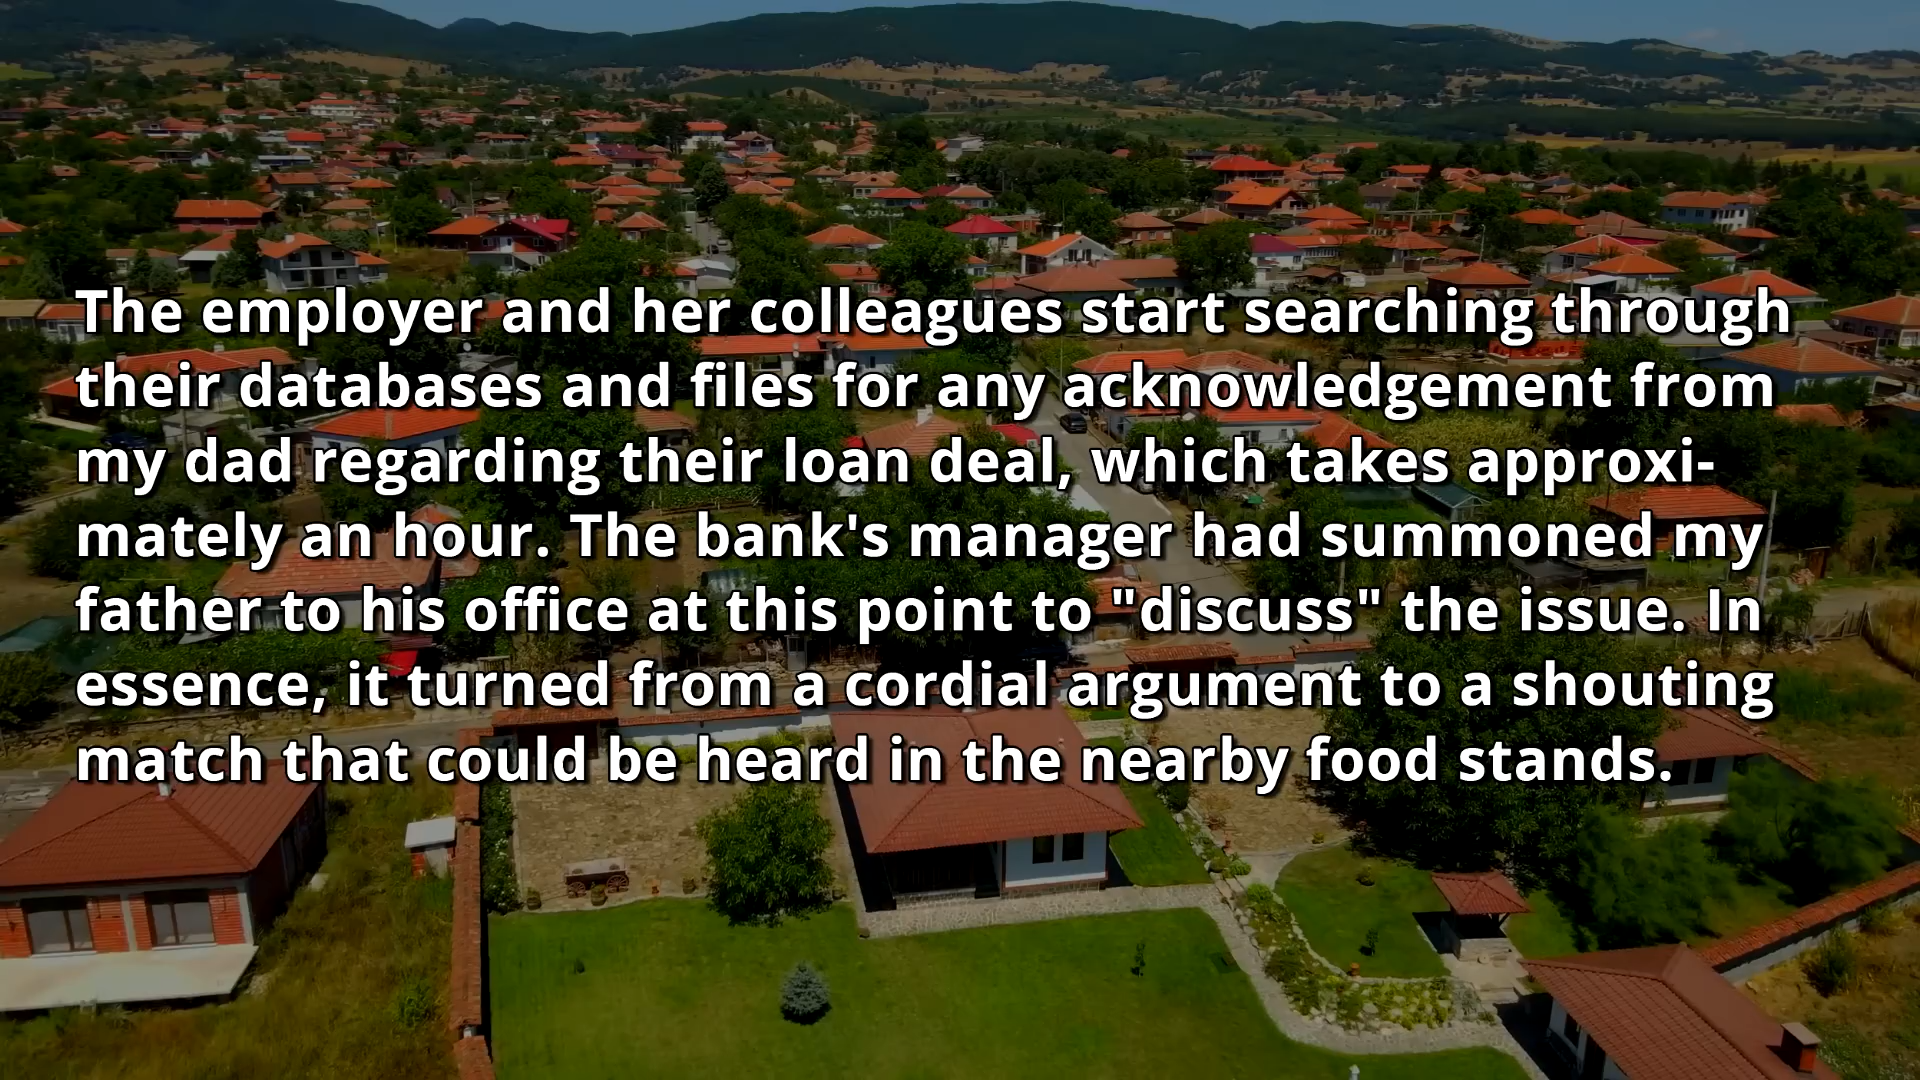 The employer and her colleagues start searching through
their databases and files for any acknowledgement from
my dad regarding their loan deal, which takes approxi-
mately an hour. The bank's manager had summoned my
father to his office at this point to "discuss" the issue. In
essence, it turned from a cordial argument to a shouting
match that could be heard in the nearby food stands.